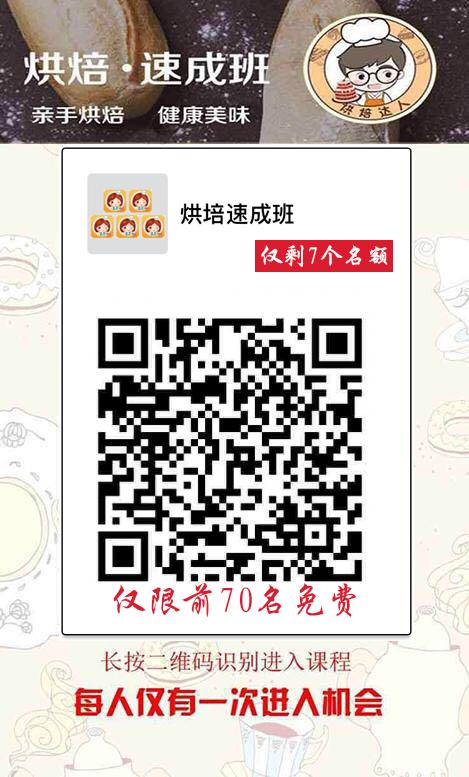 烘焙·速成班
亲手烘焙 健康美味
烘焙达人
烘培速成班
仅剩7个名额
仅限前70名免费
长按二维码识别进入课程
每人仅有一次进入机会